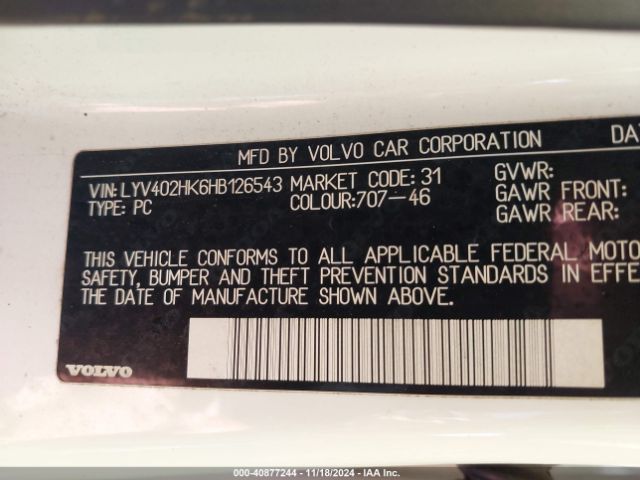 MFD BY VOLVO CAR CORPORATION
VIN: LYV402HK6HB126543 MARKET CODE: 31 GVWR:
TYPE: PC COLOUR:707-46 GAWR FRONT:
GAWR REAR:
THIS VEHICLE CONFORMS TO ALL APPLICABLE FEDERAL
SAFETY, BUMPER AND THEFT PREVENTION STANDARDS IN
THE DATE OF MANUFACTURE SHOWN ABOVE.
VOLVO
000-40877244 - 11/18/2024 - IAAI.COM